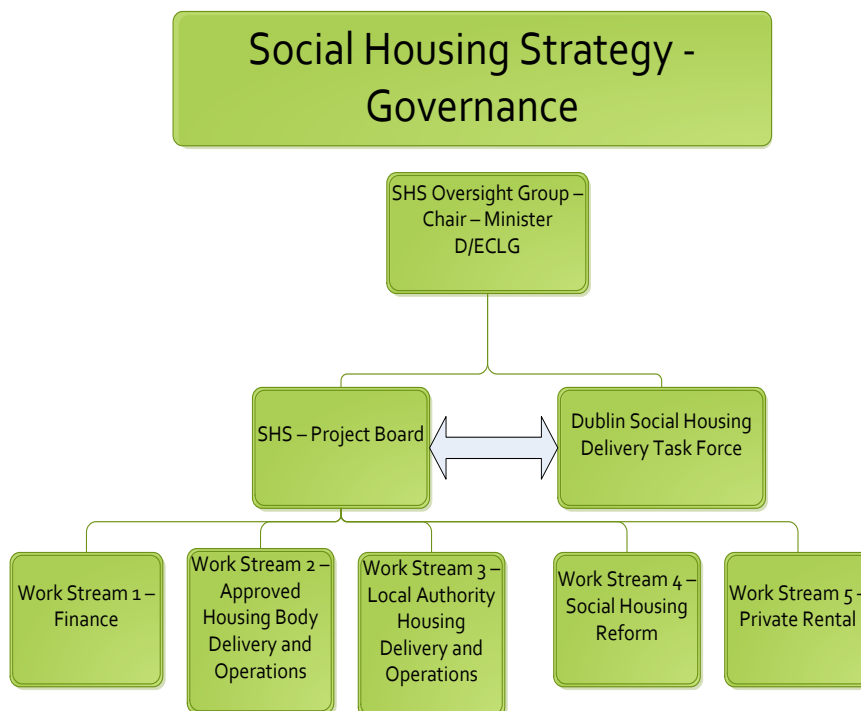 Social Housing Strategy -
Governance
SHS Oversight Group –
Chair – Minister
D/ECLG
SHS – Project Board
Dublin Social Housing
Delivery Task Force
Work Stream 1 –
Finance
Work Stream 2 –
Approved
Housing Body
Delivery and
Operations
Work Stream 3 –
Local Authority
Housing
Delivery and
Operations
Work Stream 4 –
Social Housing
Reform
Work Stream 5 -
Private Rental